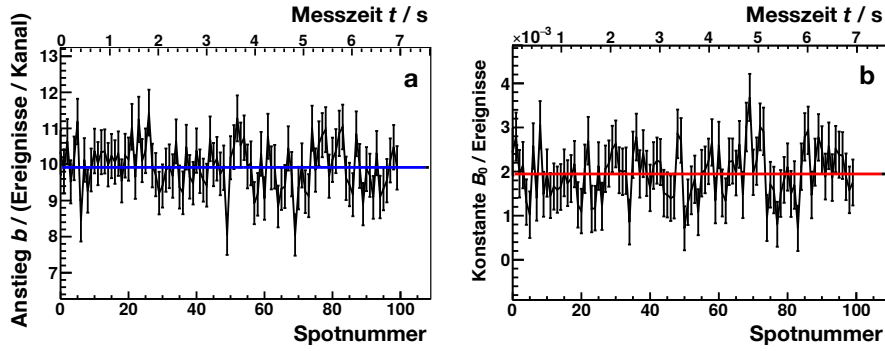 Messzeit t / s
0 1 2 3 4 5 6 7
a
13
12
11
10
9
8
7
Anstieg b / (Ereignisse / Kanal)
0 20 40 60 80 100
Spotnummer
Messzeit t / s
×10⁻³
0 1 2 3 4 5 6 7
b
4
3
2
1
0
Konstante B₀ / Ereignisse
0 20 40 60 80 100
Spotnummer